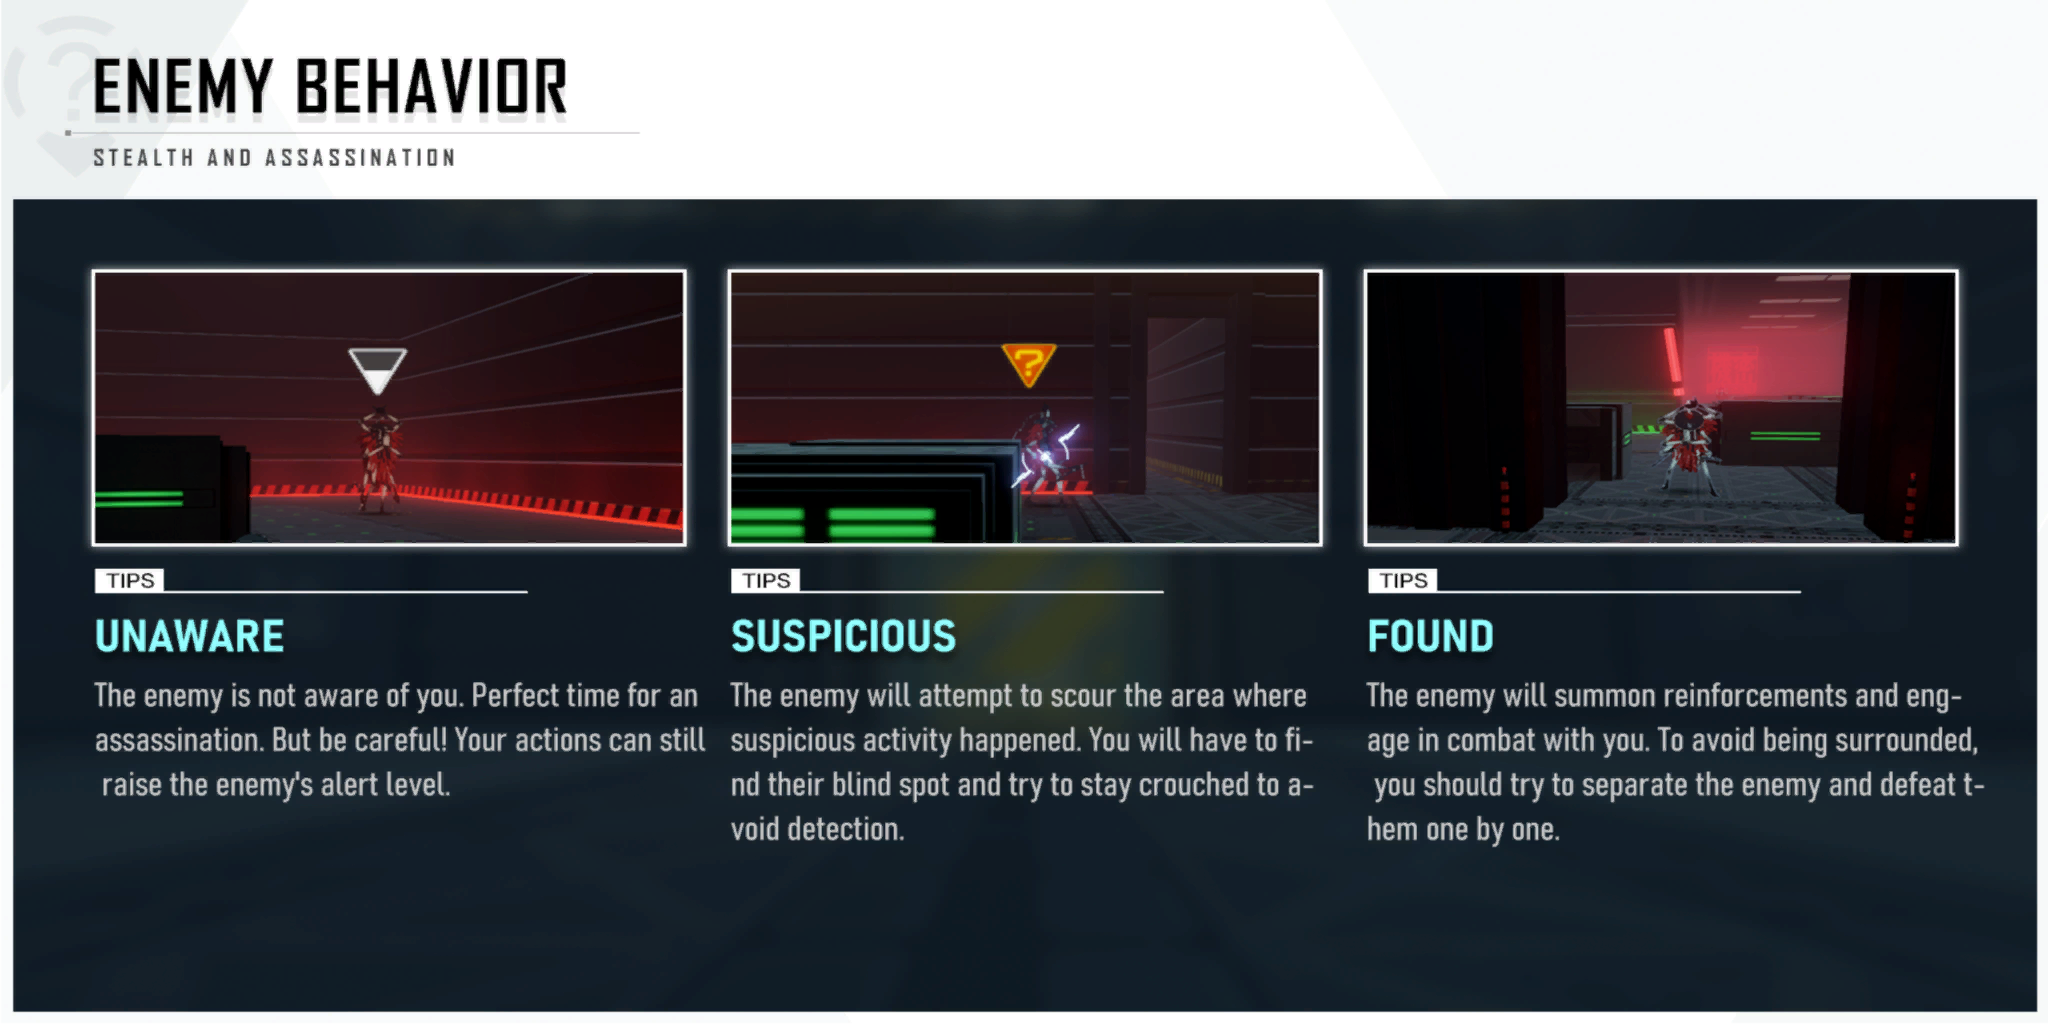 ENEMY BEHAVIOR
STEALTH AND ASSASSINATION
TIPS
UNAWARE
The enemy is not aware of you. Perfect time for an
assassination. But be careful! Your actions can still
raise the enemy's alert level.
TIPS
SUSPICIOUS
The enemy will attempt to scour the area where
suspicious activity happened. You will have to fi-
nd their blind spot and try to stay crouched to a-
void detection.
TIPS
FOUND
The enemy will summon reinforcements and eng-
age in combat with you. To avoid being surrounded,
you should try to separate the enemy and defeat t-
hem one by one.